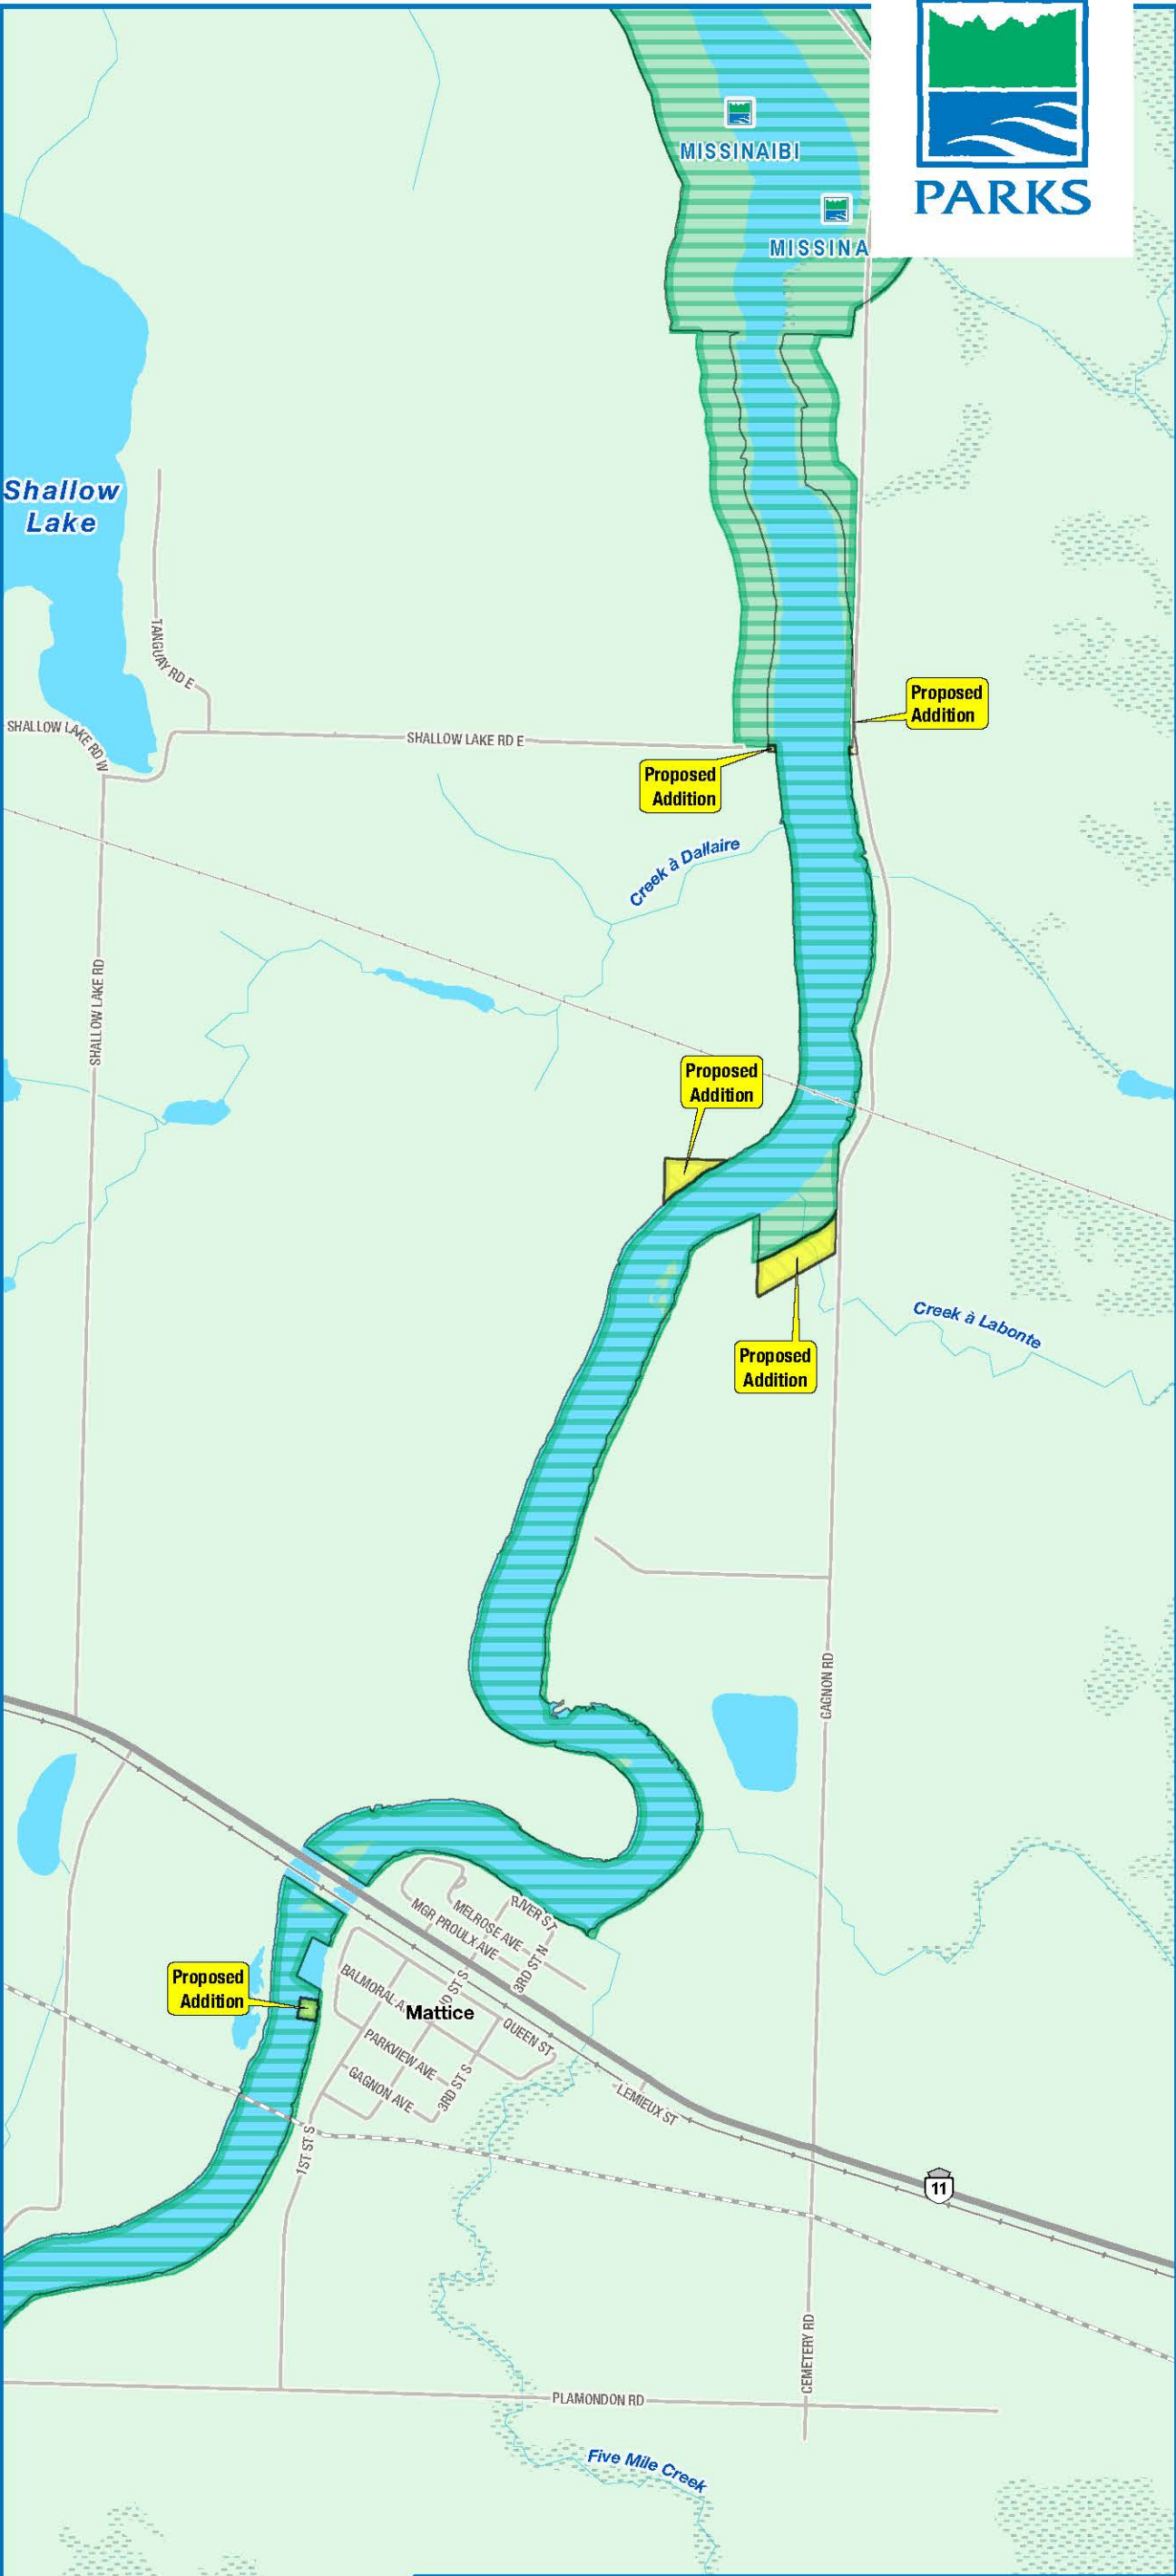 PARKS
MISSINAIBI
MISSINA
Shallow
Lake
TANGUAY RD E
SHALLOW LAKE RD W
SHALLOW LAKE RD E
Proposed
Addition
Proposed
Addition
Creek à Dallaire
SHALLOW LAKE RD
Proposed
Addition
Creek à Labonte
Proposed
Addition
GAGNON RD
RIVER ST
MELROSE AVE
MGR PROULX AVE
3RD ST N
Proposed
Addition
BALMORAL A
D ST S
Mattice
QUEEN ST
PARKVIEW AVE
GAGNON AVE
3RD ST S
LEMIEUX ST
1ST ST S
11
CEMETERY RD
PLAMONDON RD
Five Mile Creek